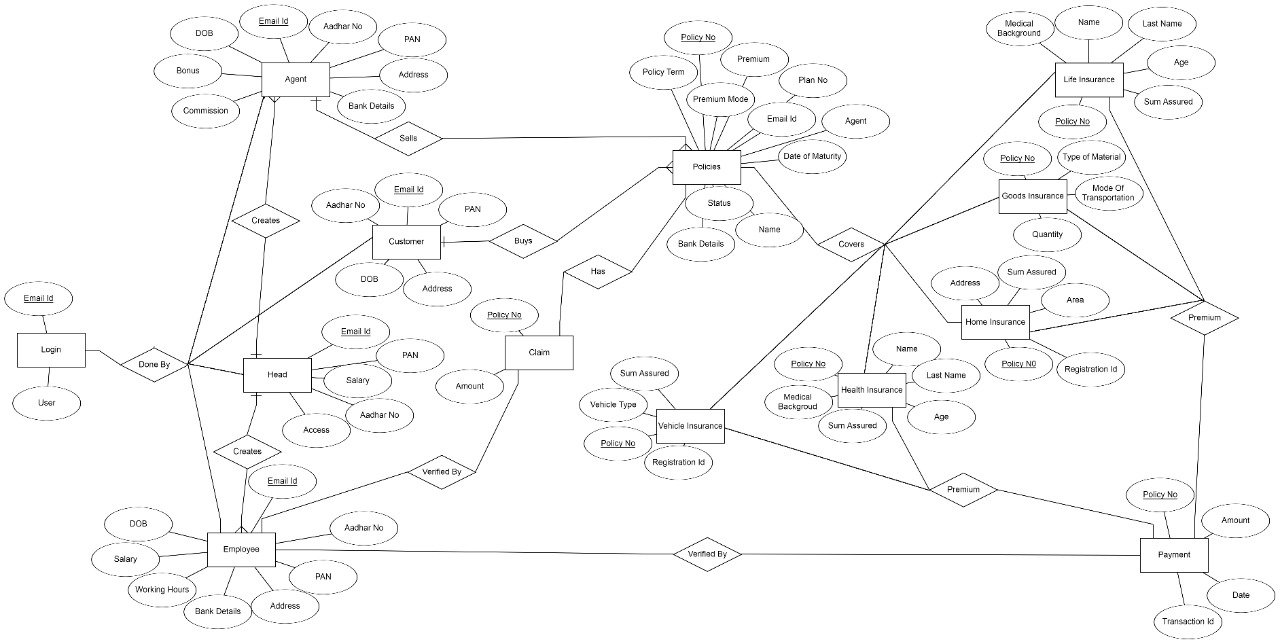 Email Id
DOB
Aadhar No
PAN
Bonus
Agent
Address
Commission
Bank Details
Sells
Policy No
Policy Term
Premium
Premium Mode
Plan No
Email Id
Agent
Date of Maturity
Policies
Status
Bank Details
Name
Medical
Background
Name
Last Name
Life Insurance
Age
Sum Assured
Policy No
Policy No
Type of Material
Goods Insurance
Mode Of
Transportation
Quantity
Creates
Aadhar No
Email Id
PAN
Customer
DOB
Address
Buys
Has
Covers
Address
Sum Assured
Area
Home Insurance
Policy N0
Registration Id
Premium
Email Id
Login
User
Done By
Email Id
Head
PAN
Salary
Aadhar No
Access
Policy No
Claim
Amount
Sum Assured
Vehicle Type
Policy No
Vehicle Insurance
Registration Id
Policy No
Name
Last Name
Health Insurance
Medical
Backgroud
Sum Assured
Age
Creates
Verified By
Premium
Email Id
DOB
Aadhar No
Salary
Employee
Working Hours
PAN
Bank Details
Address
Verified By
Policy No
Amount
Payment
Date
Transaction Id